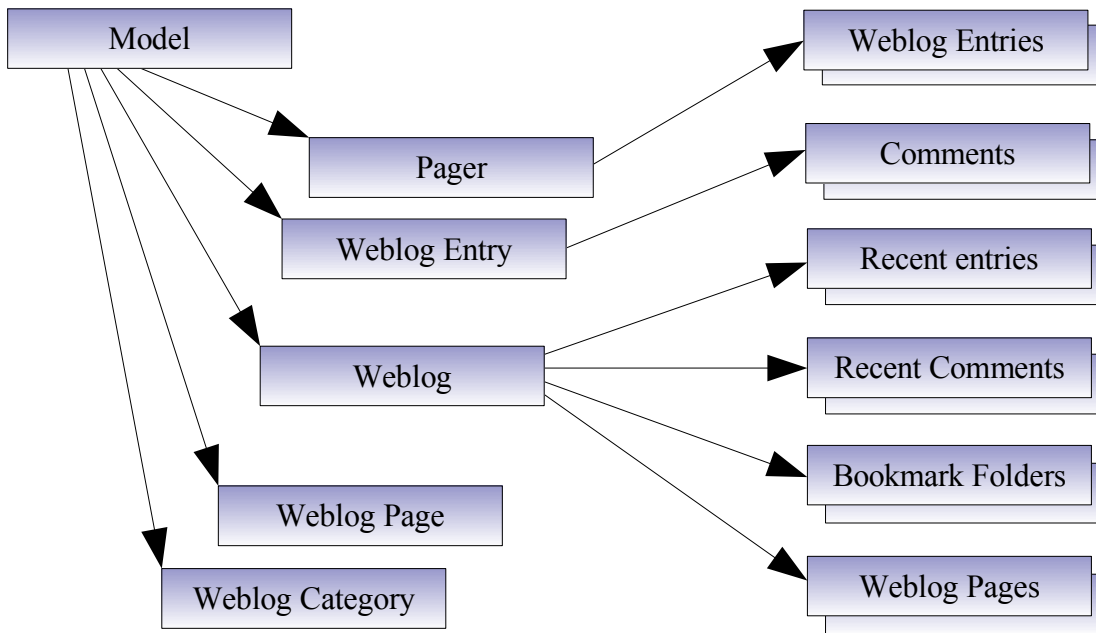 Model
Weblog Entries
Pager
Comments
Weblog Entry
Recent entries
Weblog
Recent Comments
Bookmark Folders
Weblog Page
Weblog Pages
Weblog Category